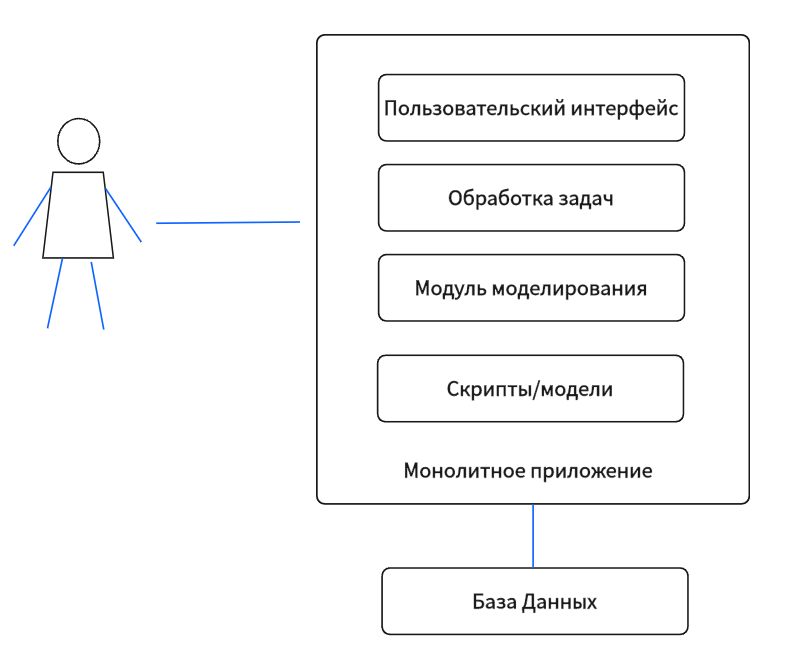 Пользовательский интерфейс
Обработка задач
Модуль моделирования
Скрипты/модели
Монолитное приложение
База Данных